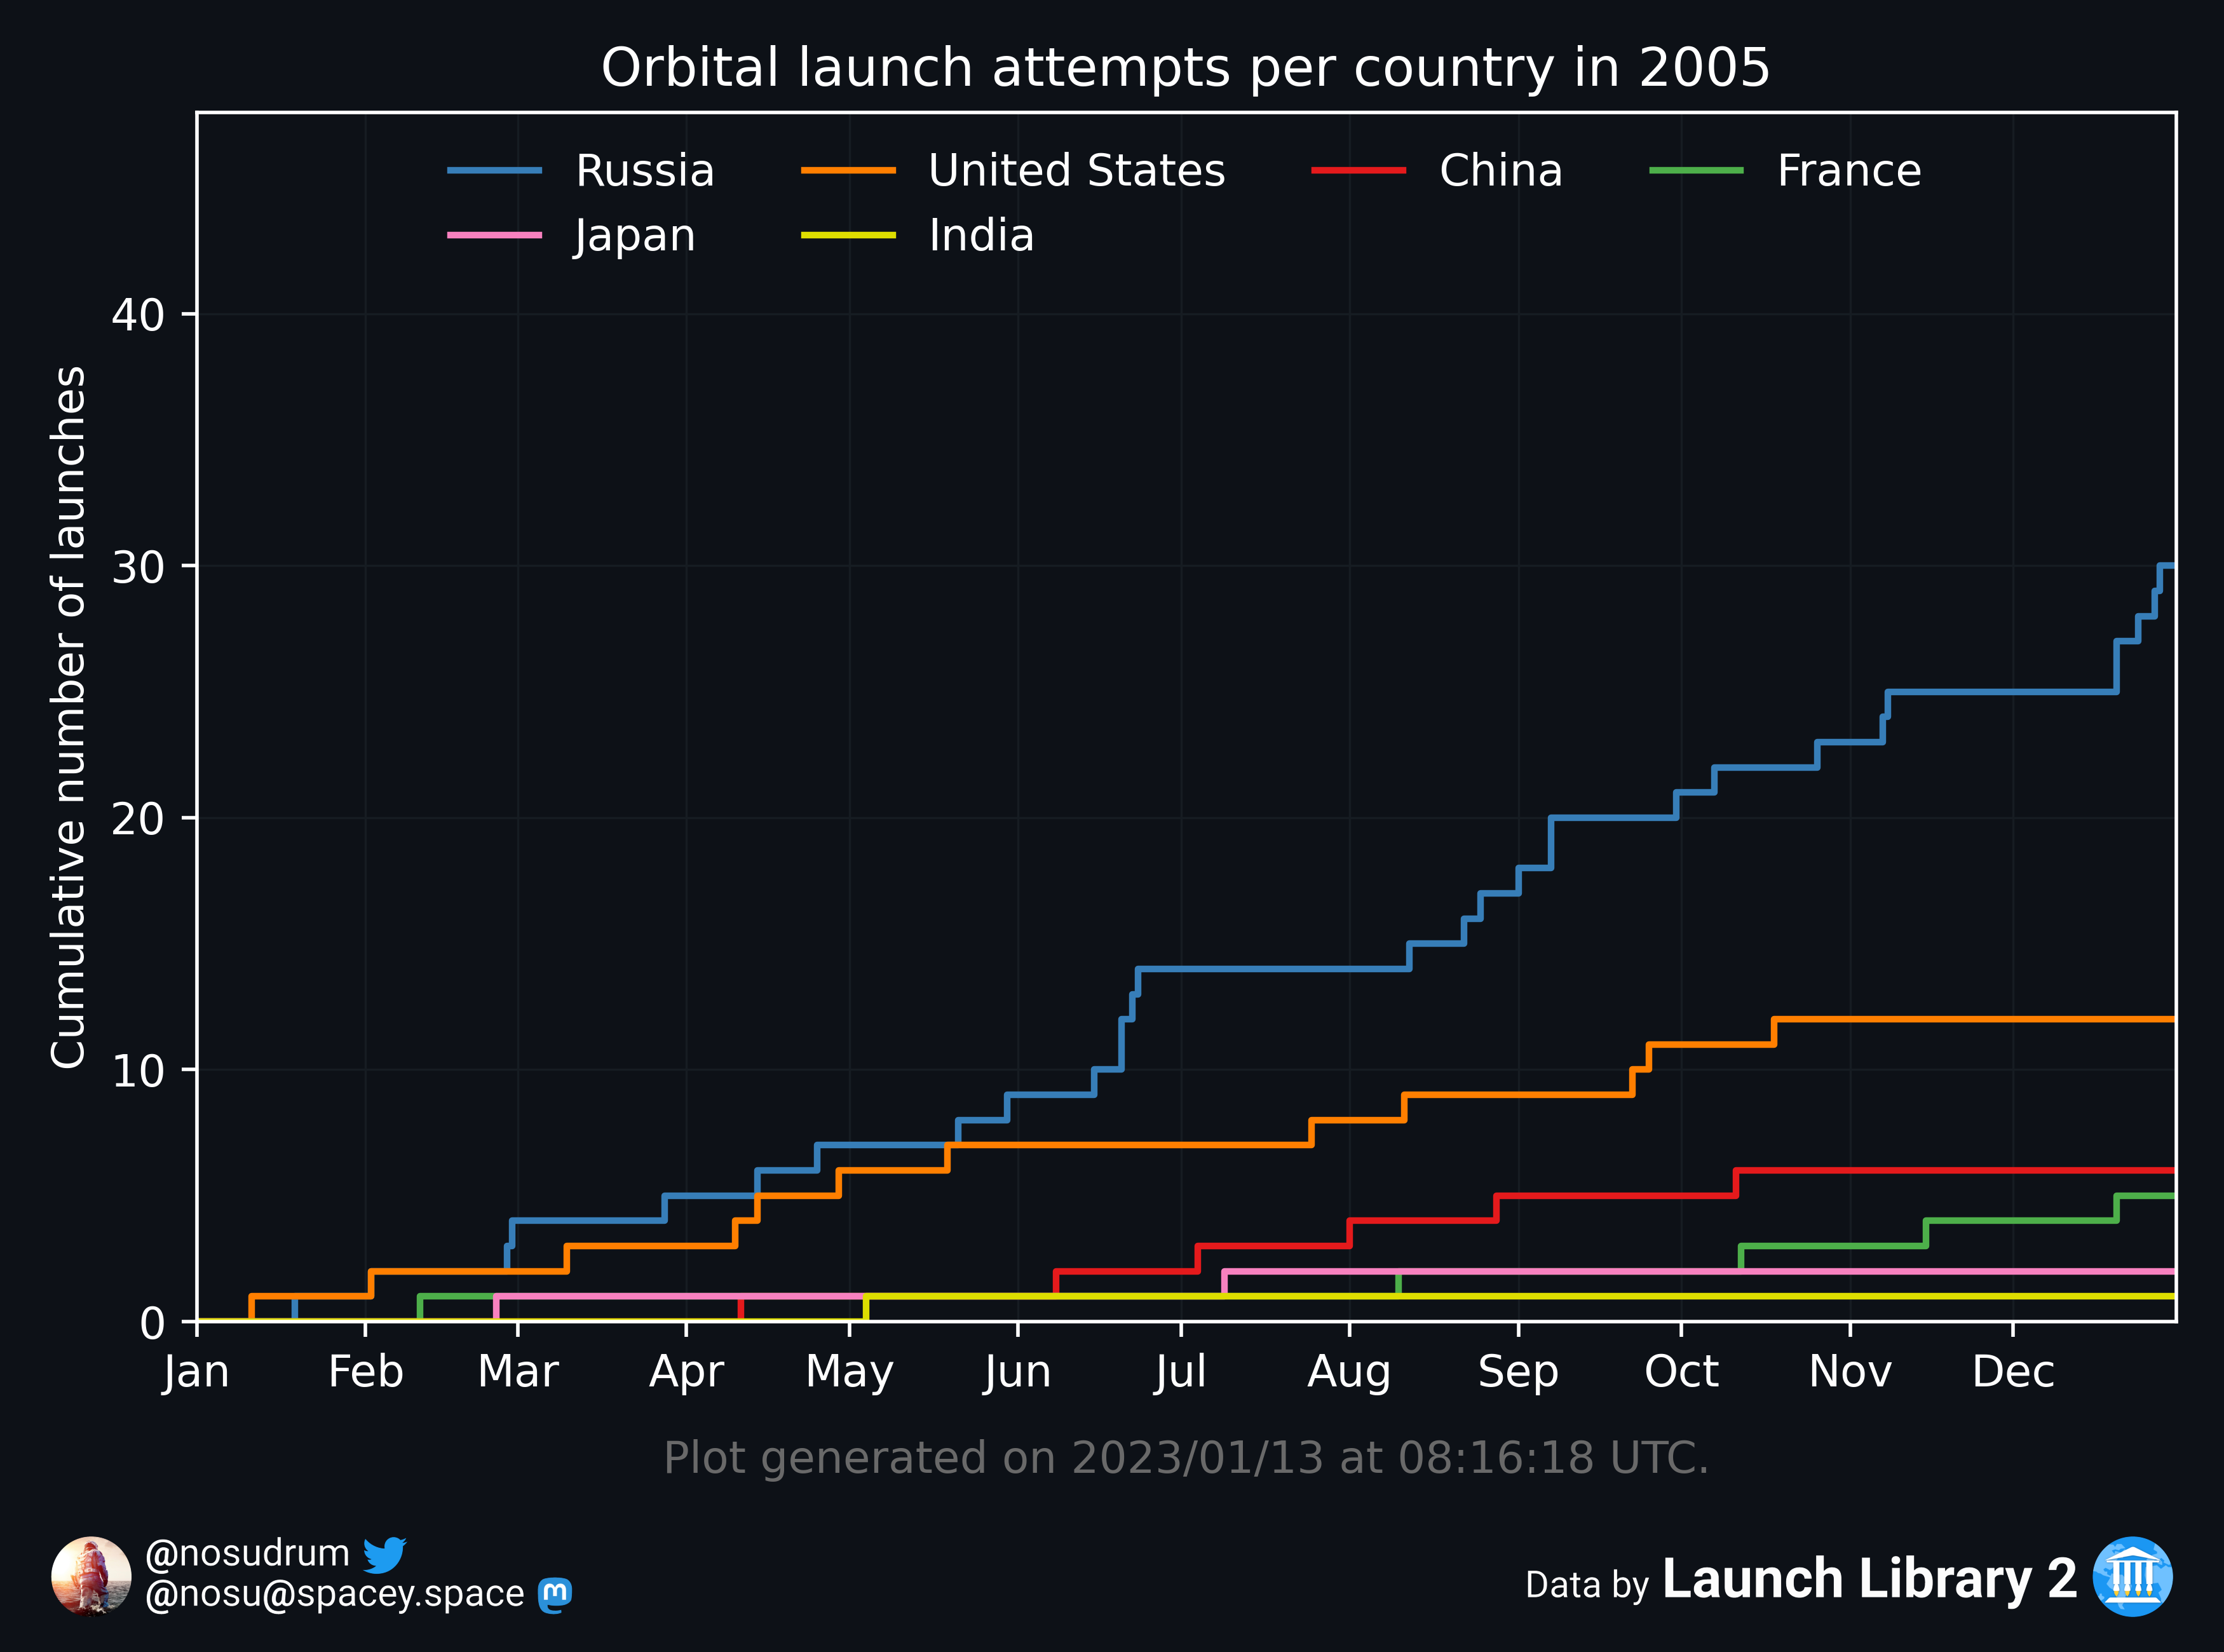 Orbital launch attempts per country in 2005
Russia United States China France
Japan India
Cumulative number of launches
40
30
20
10
0
Jan Feb Mar Apr May Jun Jul Aug Sep Oct Nov Dec
Plot generated on 2023/01/13 at 08:16:18 UTC.
@nosudrum
@nosu@spacey.space
Data by Launch Library 2